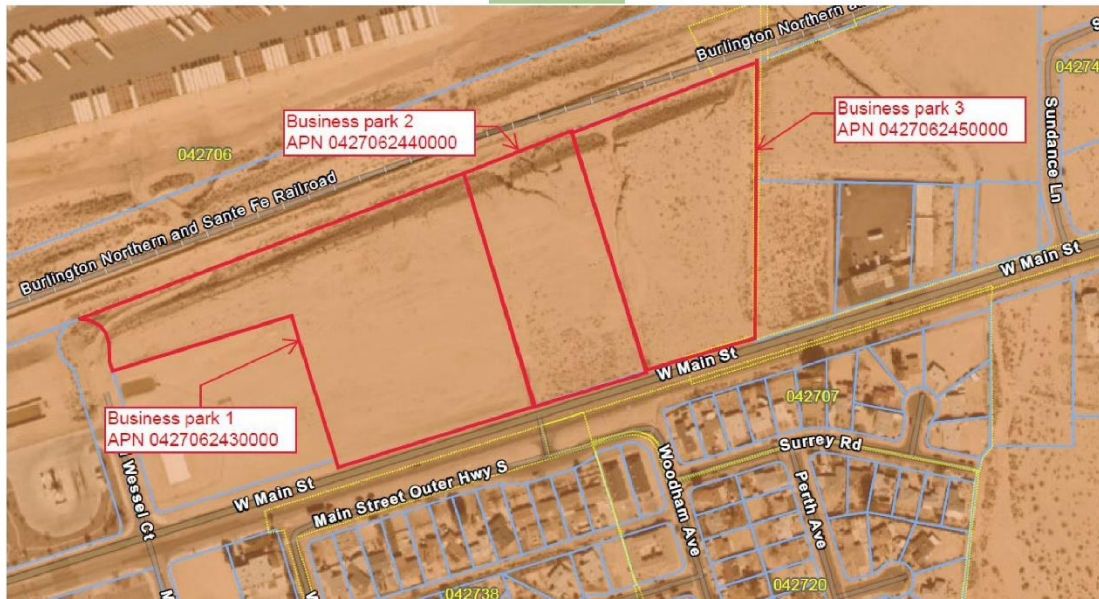 Burlington Northern
Business park 2
APN 0427062440000
Business park 3
APN 0427062450000
04274
042706
Sundance Ln
Burlington Northern and Sante Fe Railroad
W Main St
W Main St
Business park 1
APN 0427062430000
042707
Surrey Rd
W Main St
Main Street Outer Hwy S
Woodham Ave
Perth Ave
Wessel Ct
042738
042720